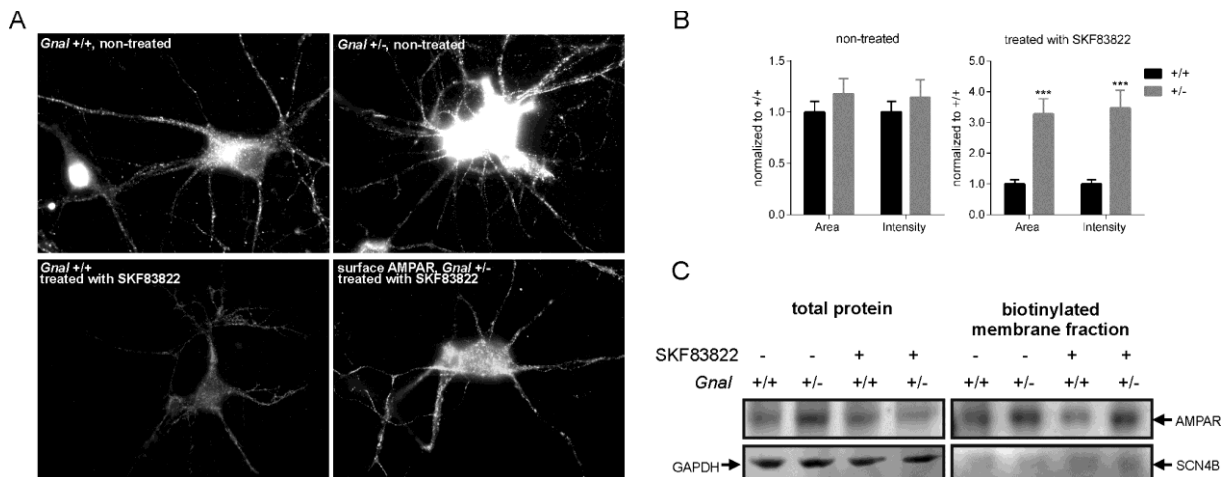 A
Gnal +/+, non-treated
Gnal +/-, non-treated
Gnal +/+
treated with SKF83822
surface AMPAR, Gnal +/-
treated with SKF83822
B
non-treated
normalized to +/+
1.5
1.0
0.5
0.0
Area
Intensity
treated with SKF83822
normalized to +/+
5.0
4.0
3.0
2.0
1.0
0.0
***
***
Area
Intensity
+/+
+/-
C
total protein
biotinylated
membrane fraction
SKF83822 - - + + - - + +
Gnal +/+ +/- +/+ +/- +/+ +/- +/+ +/-
AMPAR
GAPDH
SCN4B